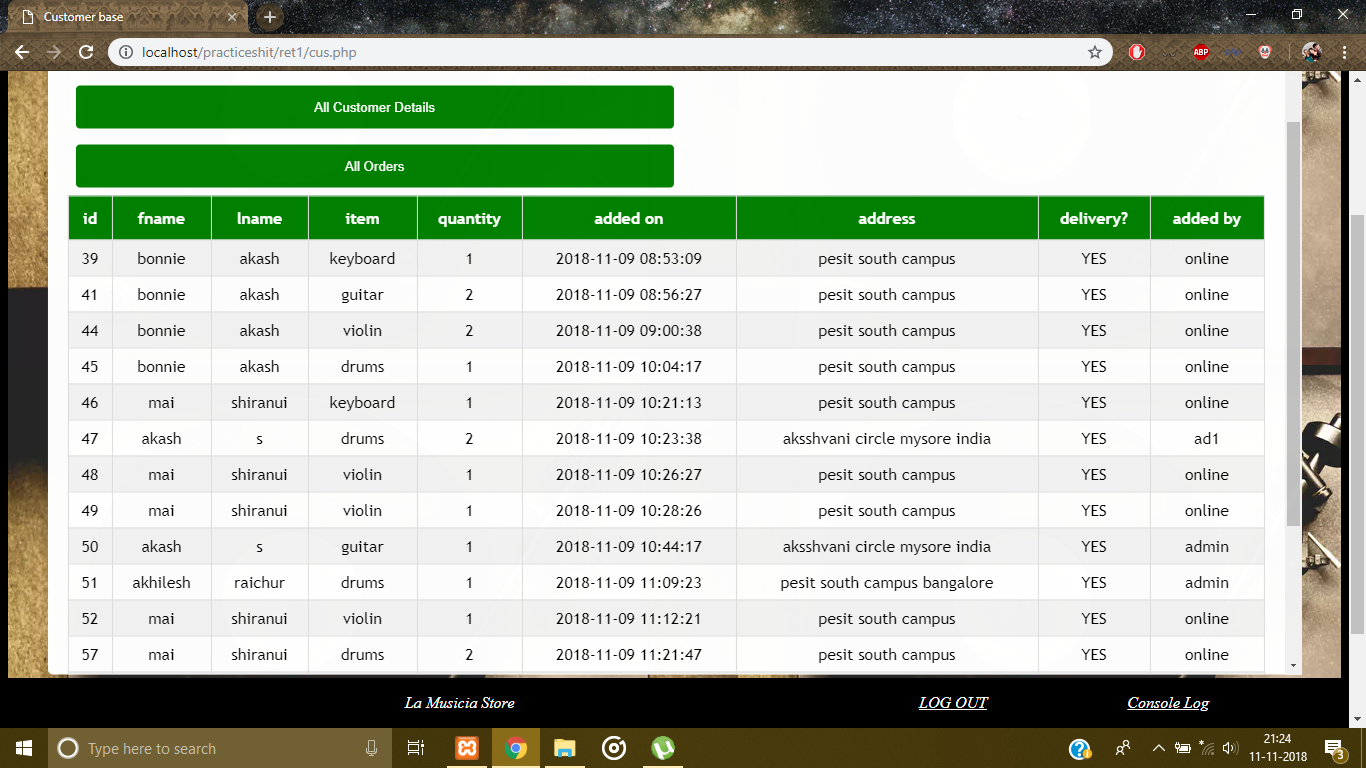 Customer base
localhost/practiceshit/ret1/cus.php
ABP
All Customer Details
All Orders
id fname lname item quantity added on address delivery? added by
39 bonnie akash keyboard 1 2018-11-09 08:53:09 pesit south campus YES online
41 bonnie akash guitar 2 2018-11-09 08:56:27 pesit south campus YES online
44 bonnie akash violin 2 2018-11-09 09:00:38 pesit south campus YES online
45 bonnie akash drums 1 2018-11-09 10:04:17 pesit south campus YES online
46 mai shiranui keyboard 1 2018-11-09 10:21:13 pesit south campus YES online
47 akash s drums 2 2018-11-09 10:23:38 aksshvani circle mysore india YES ad1
48 mai shiranui violin 1 2018-11-09 10:26:27 pesit south campus YES online
49 mai shiranui violin 1 2018-11-09 10:28:26 pesit south campus YES online
50 akash s guitar 1 2018-11-09 10:44:17 aksshvani circle mysore india YES admin
51 akhilesh raichur drums 1 2018-11-09 11:09:23 pesit south campus bangalore YES admin
52 mai shiranui violin 1 2018-11-09 11:12:21 pesit south campus YES online
57 mai shiranui drums 2 2018-11-09 11:21:47 pesit south campus YES online
La Musicia Store LOG OUT Console Log
Type here to search
21:24
11-11-2018
3